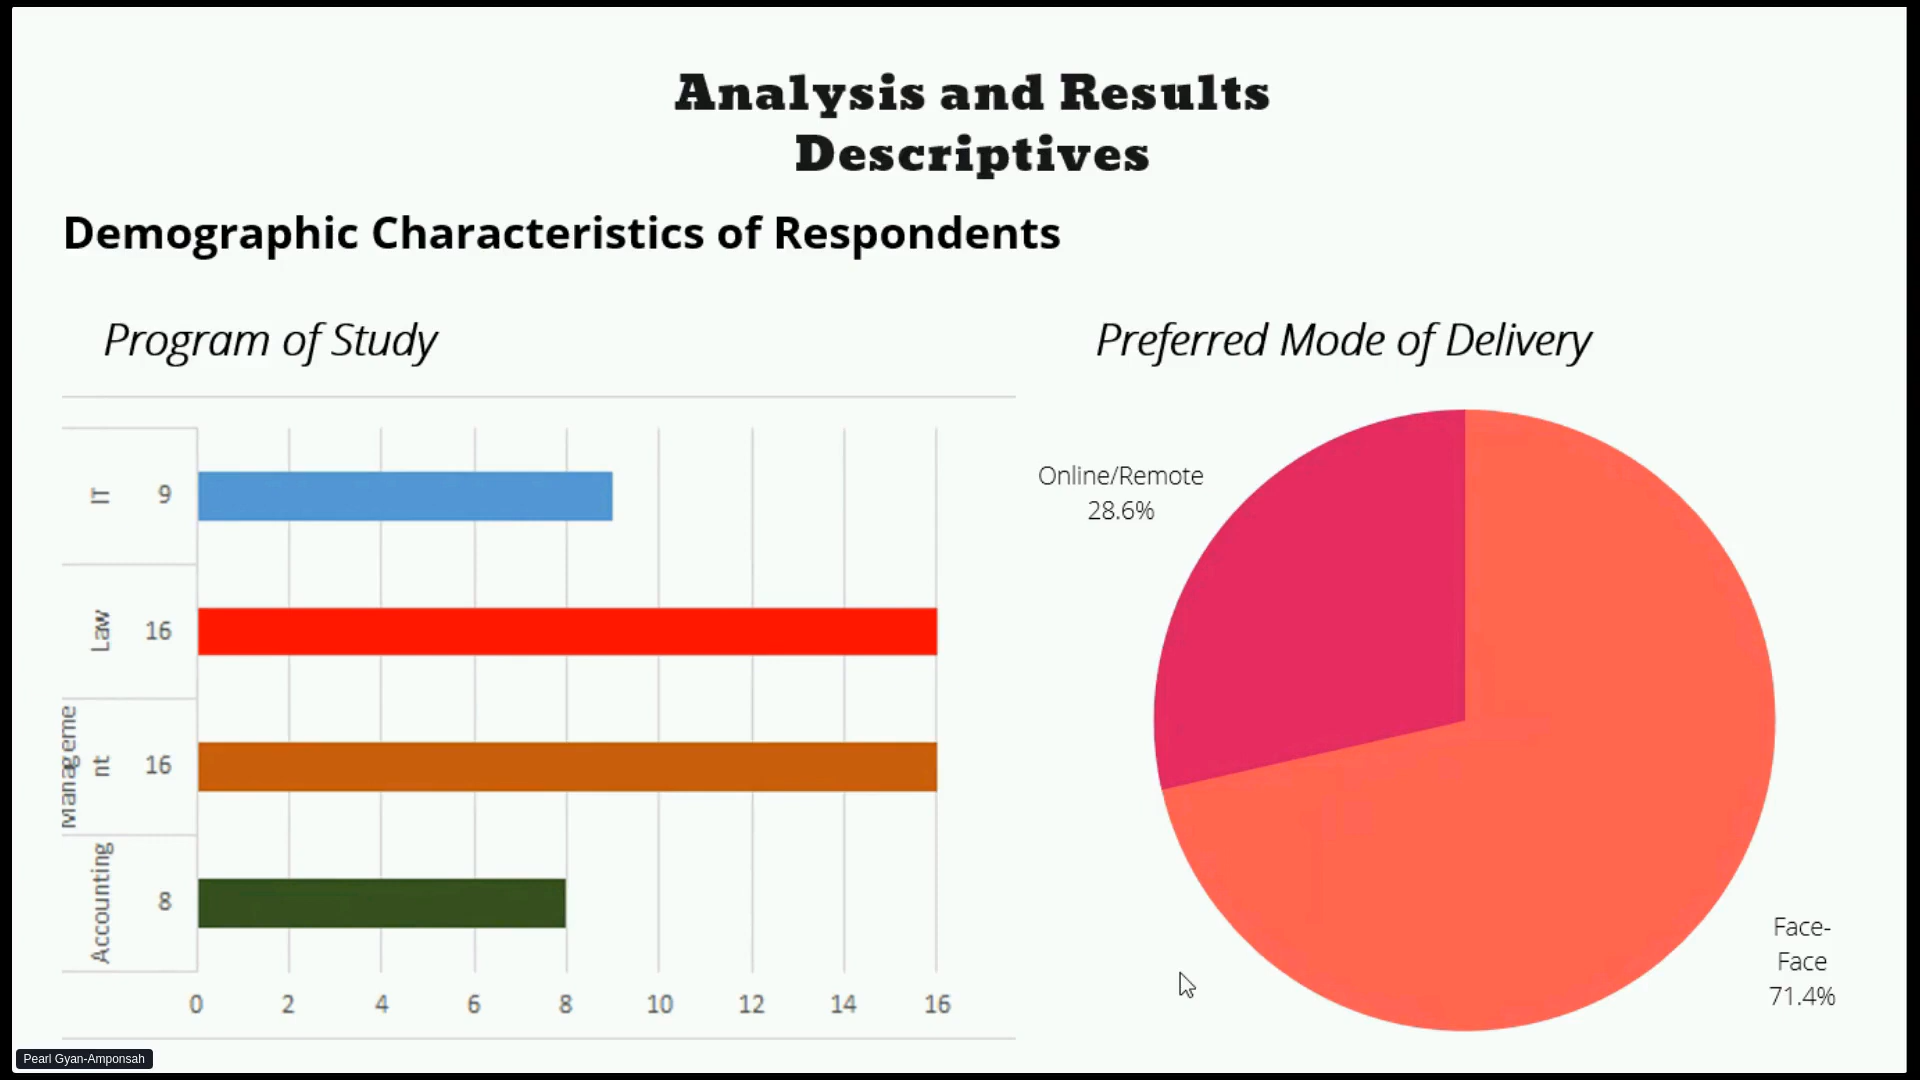 Analysis and Results
Descriptives
Demographic Characteristics of Respondents
Program of Study
Preferred Mode of Delivery
IT
9
Law
16
Manageme
nt
16
Accounting
8
0 2 4 6 8 10 12 14 16
Online/Remote
28.6%
Face-
Face
71.4%
Pearl Gyan-Amponsah